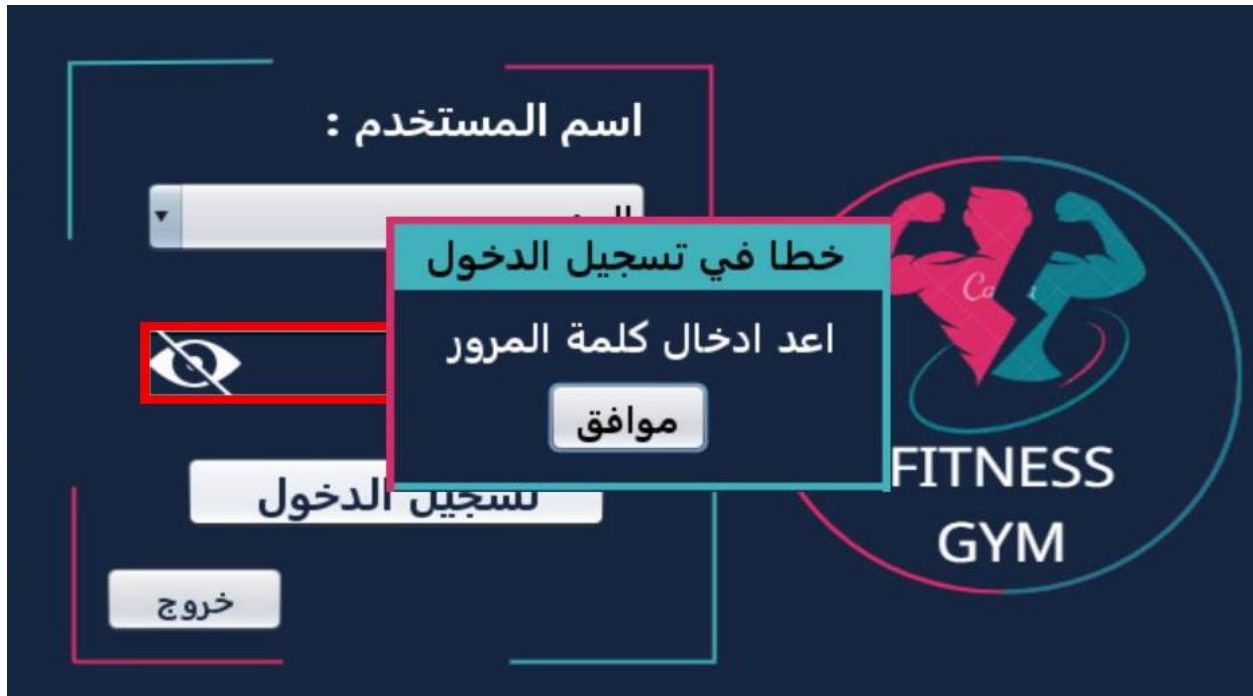 اسم المستخدم :
خطا في تسجيل الدخول
اعد ادخال كلمة المرور
موافق
تسجيل الدخول
خروج
FITNESS
GYM